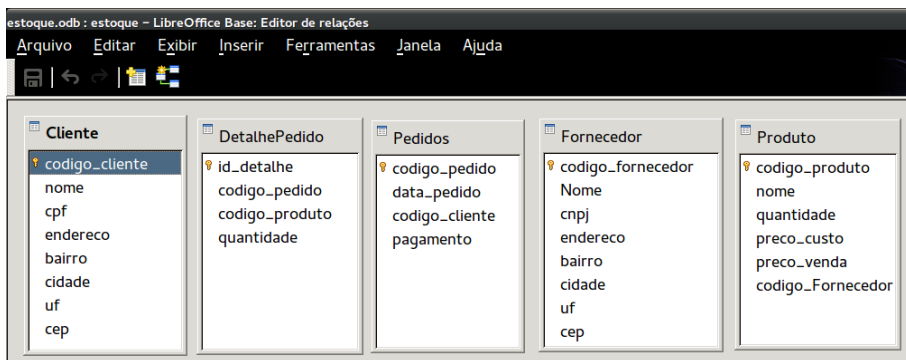 estoque.odb : estoque – LibreOffice Base: Editor de relações
Arquivo Editar Exibir Inserir Ferramentas Janela Ajuda
Cliente
codigo_cliente
nome
cpf
endereco
bairro
cidade
uf
cep
DetalhePedido
id_detalhe
codigo_pedido
codigo_produto
quantidade
Pedidos
codigo_pedido
data_pedido
codigo_cliente
pagamento
Fornecedor
codigo_fornecedor
Nome
cnpj
endereco
bairro
cidade
uf
cep
Produto
codigo_produto
nome
quantidade
preco_custo
preco_venda
codigo_Fornecedor